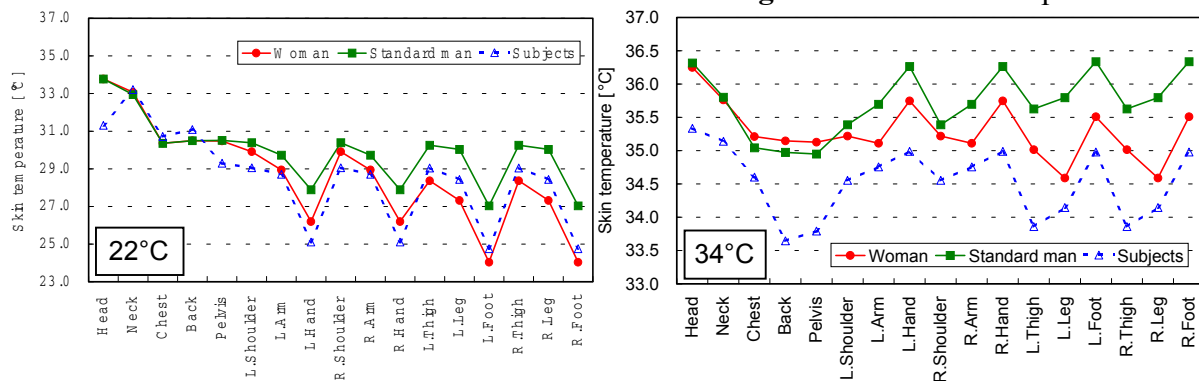 g
p
37.0
35.0
33.0
31.0
29.0
27.0
25.0
23.0
Skin temperature [°C]
Woman Standard man Subjects
22°C
Head
Neck
Chest
Back
Pelvis
L.Shoulder
L.Arm
L.Hand
R.Shoulder
R.Arm
R.Hand
L.Thigh
L.Leg
L.Foot
R.Thigh
R.Leg
R.Foot
37.0
36.5
36.0
35.5
35.0
34.5
34.0
33.5
33.0
Skin temperature [°C]
Woman Standard man Subjects
34°C
Head
Neck
Chest
Back
Pelvis
L.Shoulder
L.Arm
L.Hand
R.Shoulder
R.Arm
R.Hand
L.Thigh
L.Leg
L.Foot
R.Thigh
R.Leg
R.Foot